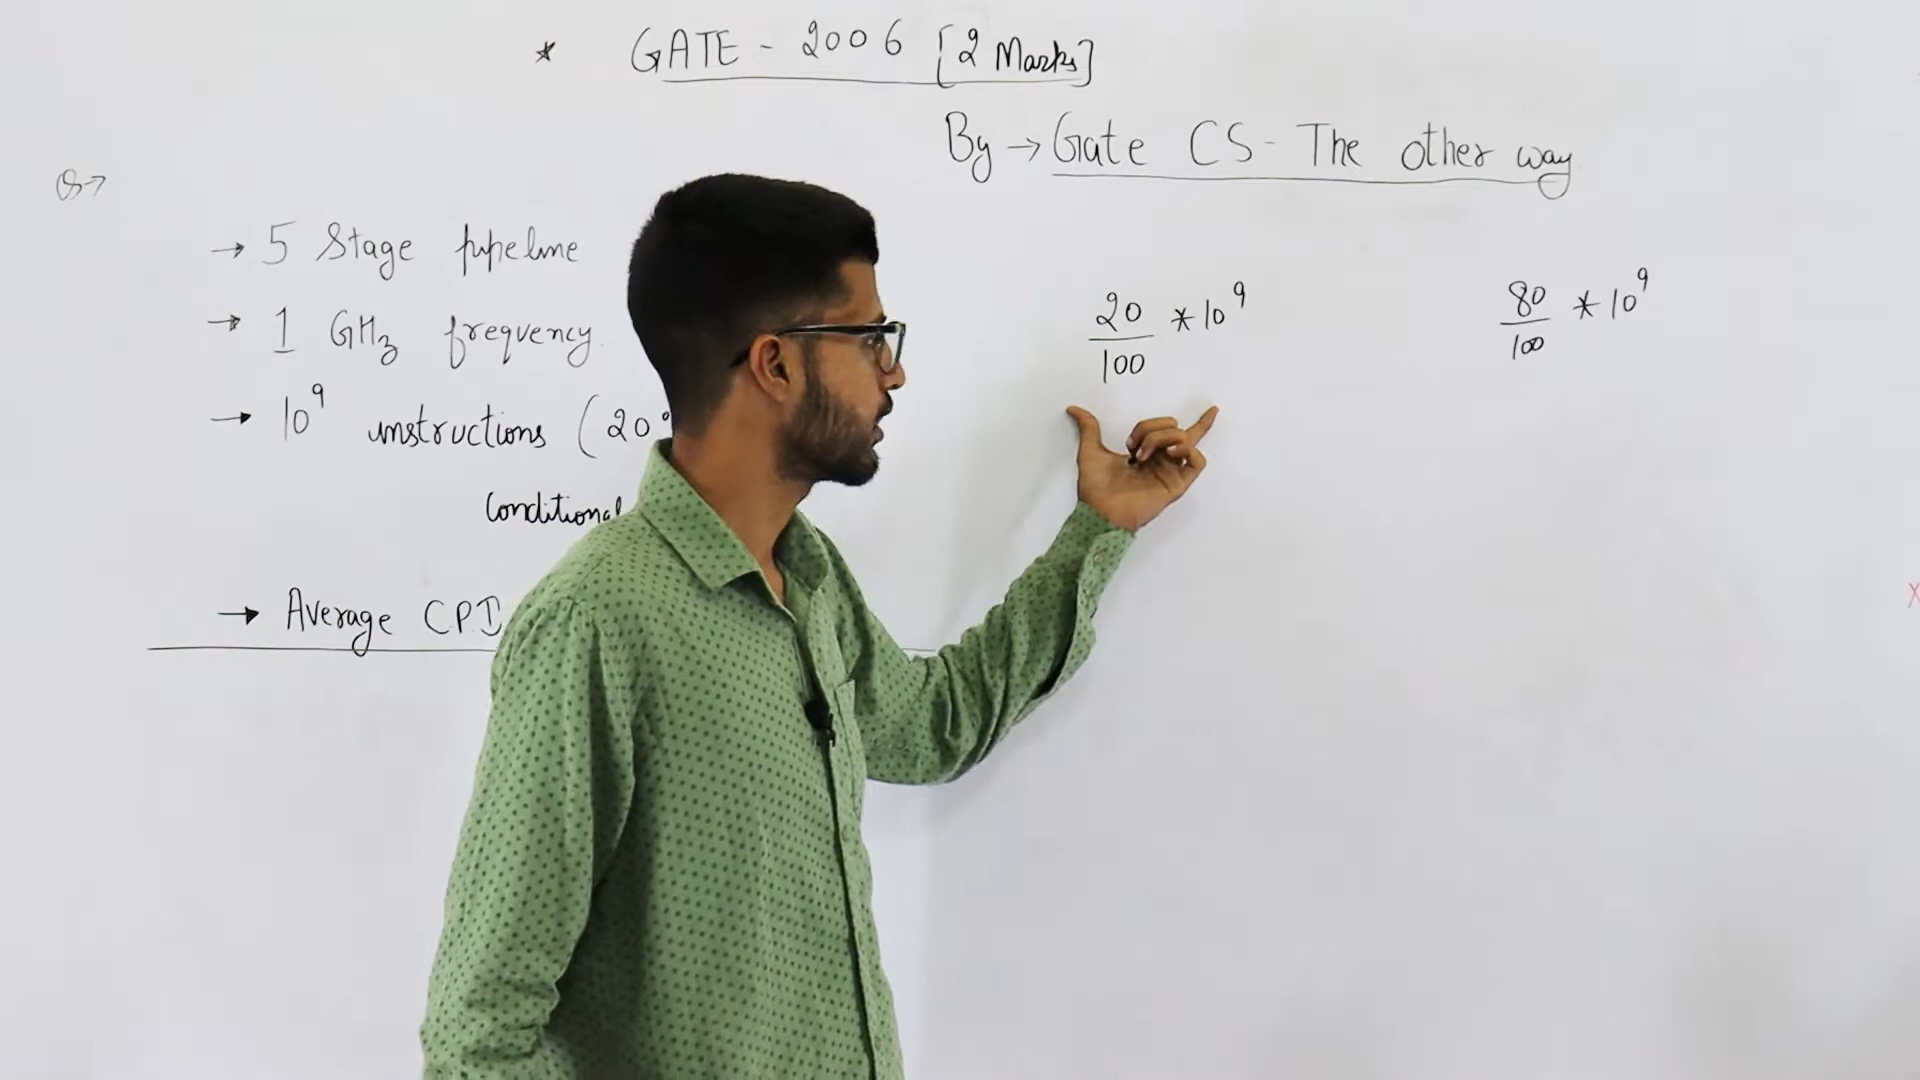 * GATE - 2006 [2 Marks]
By → Gate CS - The other way
Q→
→ 5 Stage pipeline
→ 1 GHz frequency.
→ 10⁹ instructions (20%
Conditional
→ Average CPI
20/100 * 10⁹
80/100 * 10⁹
x